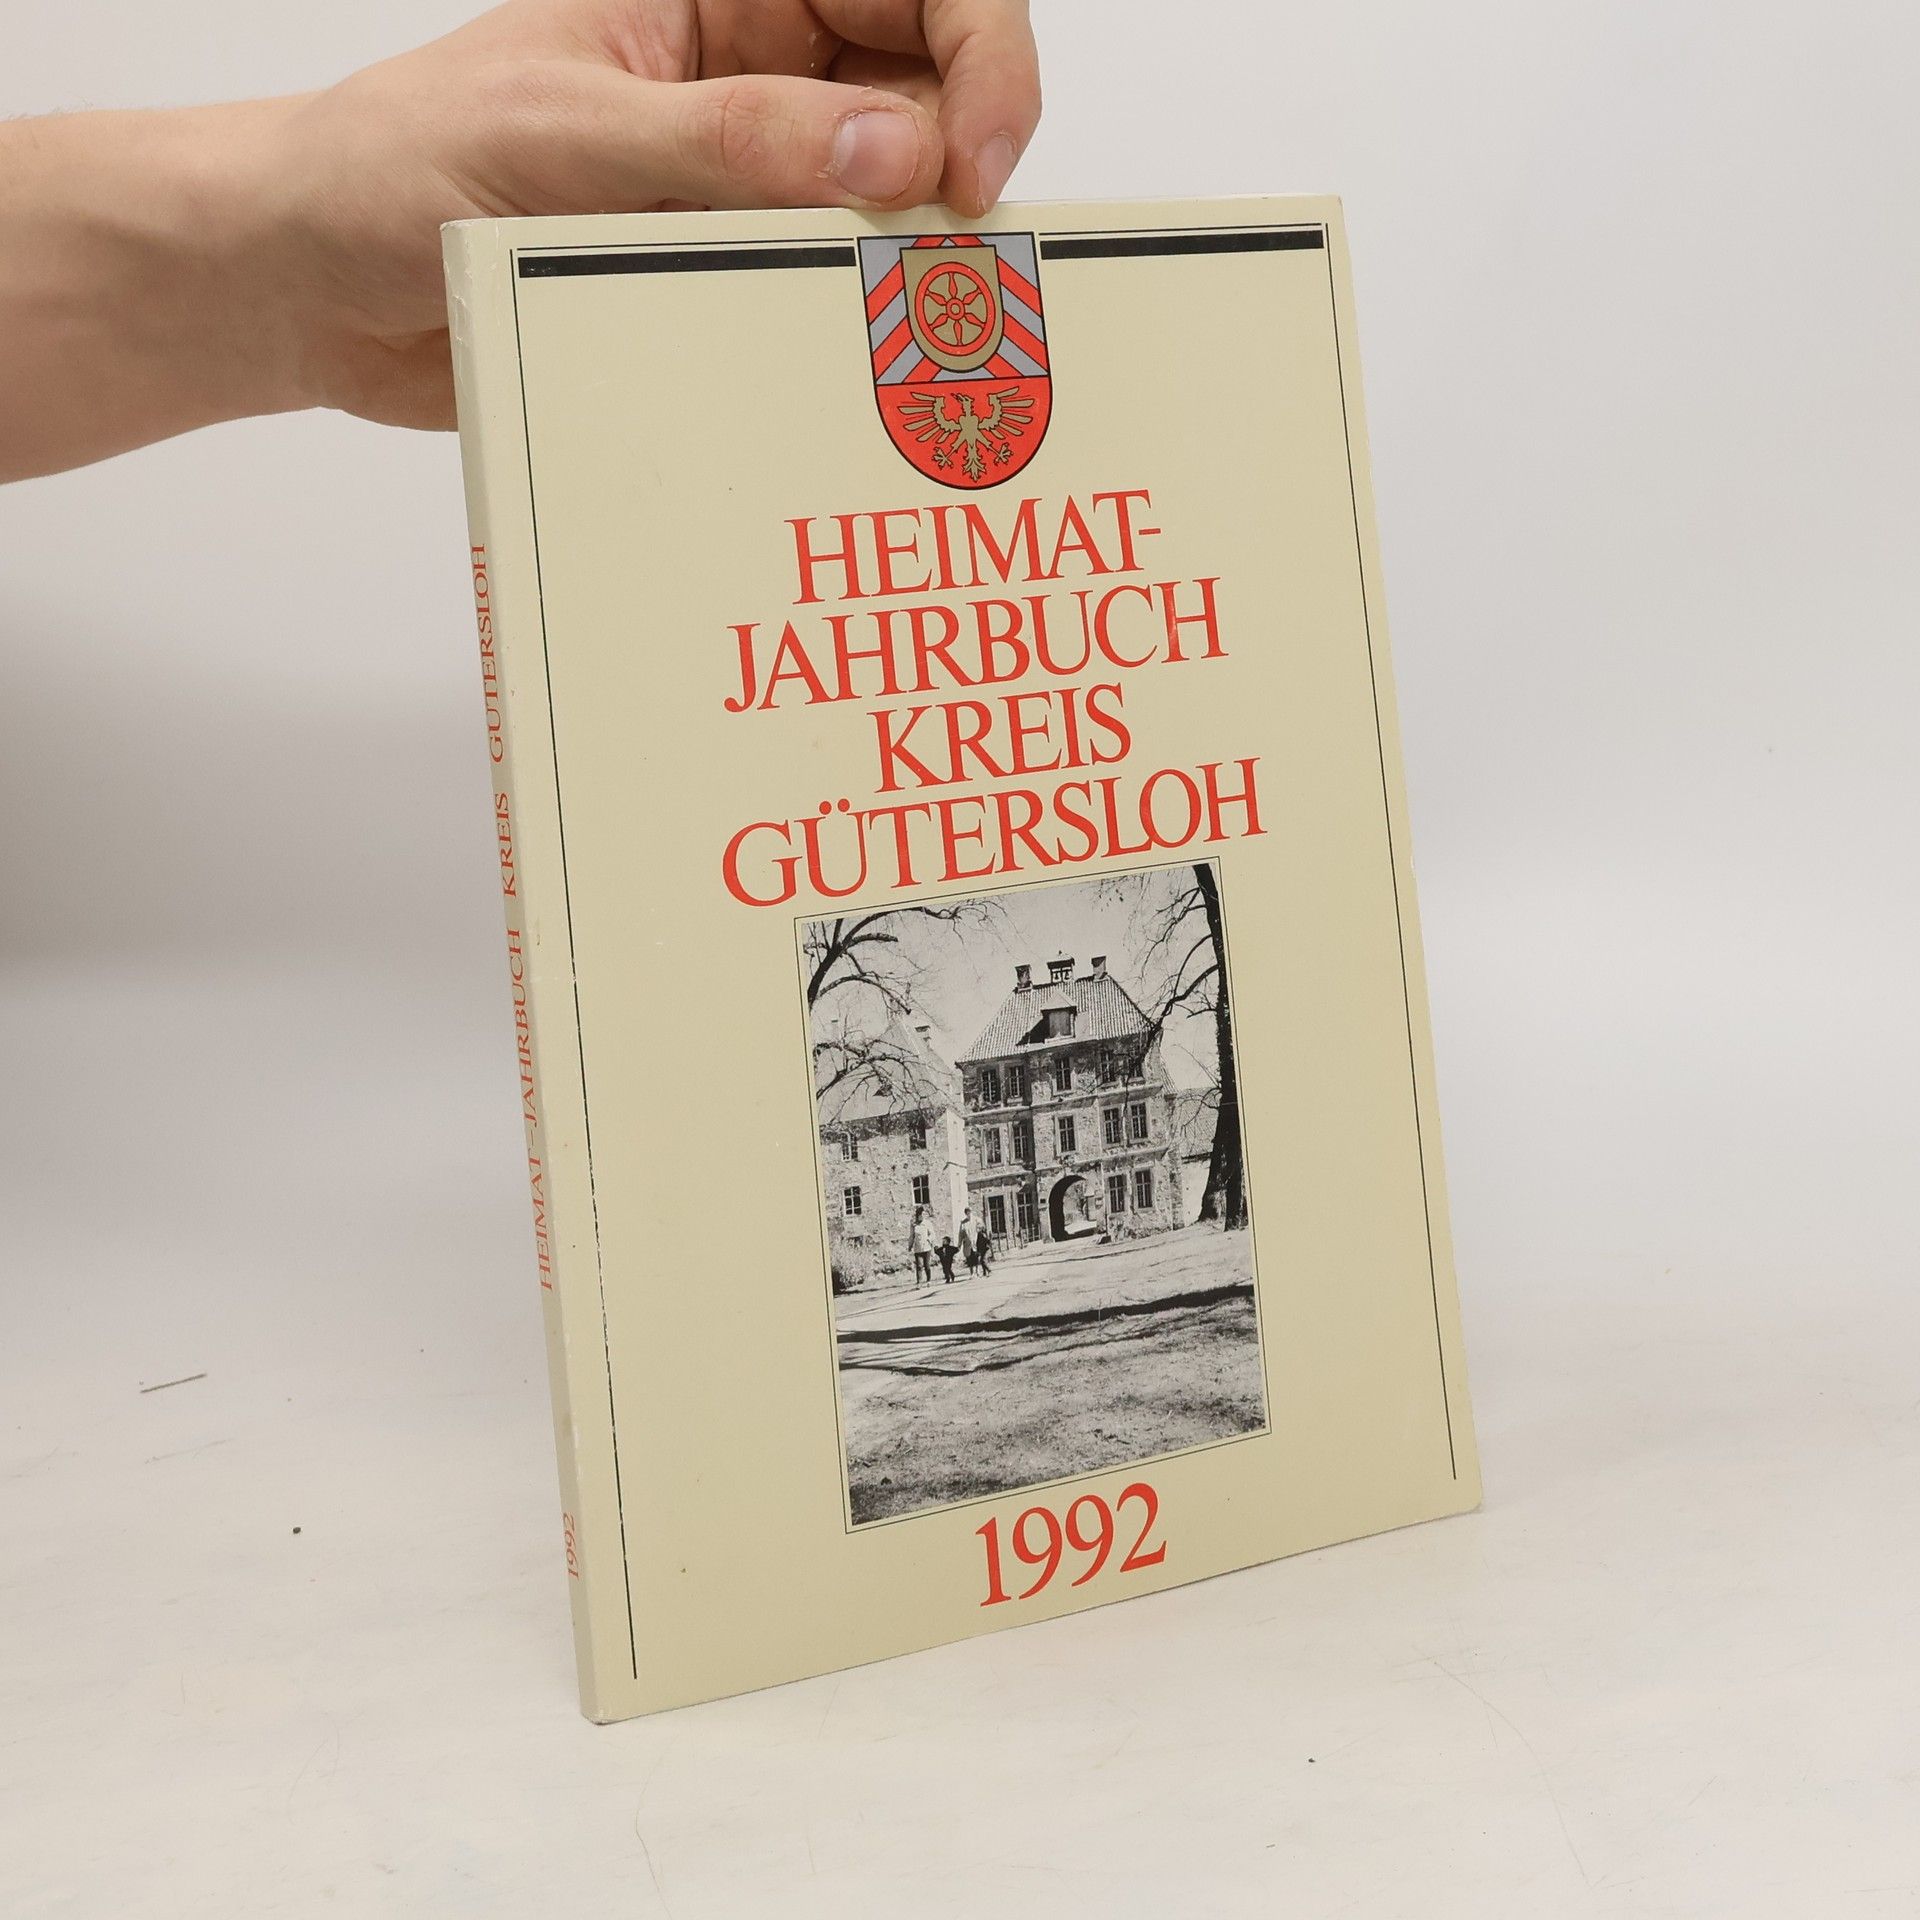 HEIMAT-
JAHRBUCH
KREIS
GÜTERSLOH
1992
HEIMAT-JAHRBUCH KREIS GÜTERSLOH
1992